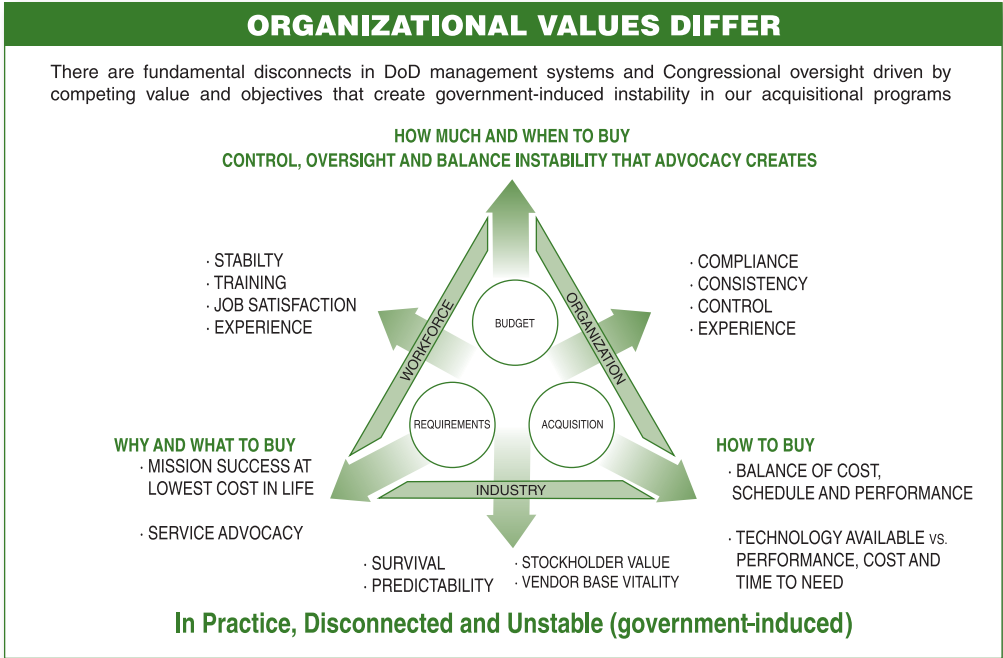 ORGANIZATIONAL VALUES DIFFER
There are fundamental disconnects in DoD management systems and Congressional oversight driven by
competing value and objectives that create government-induced instability in our acquisitional programs
HOW MUCH AND WHEN TO BUY
CONTROL, OVERSIGHT AND BALANCE INSTABILITY THAT ADVOCACY CREATES
· STABILTY
· TRAINING
· JOB SATISFACTION
· EXPERIENCE
WORKFORCE
BUDGET
ORGANIZATION
· COMPLIANCE
· CONSISTENCY
· CONTROL
· EXPERIENCE
REQUIREMENTS
ACQUISITION
INDUSTRY
WHY AND WHAT TO BUY
· MISSION SUCCESS AT
LOWEST COST IN LIFE
· SERVICE ADVOCACY
· SURVIVAL
· PREDICTABILITY
· STOCKHOLDER VALUE
· VENDOR BASE VITALITY
HOW TO BUY
· BALANCE OF COST,
SCHEDULE AND PERFORMANCE
· TECHNOLOGY AVAILABLE VS.
PERFORMANCE, COST AND
TIME TO NEED
In Practice, Disconnected and Unstable (government-induced)